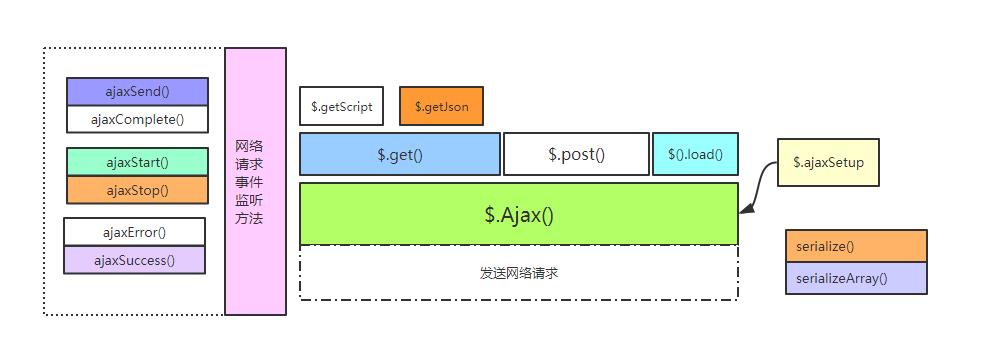 ajaxSend()
ajaxComplete()
ajaxStart()
ajaxStop()
ajaxError()
ajaxSuccess()
网络
请求
事件
监听
方法
$.getScript
$.getJson
$.get()
$.post()
$().load()
$.Ajax()
发送网络请求
$.ajaxSetup
serialize()
serializeArray()